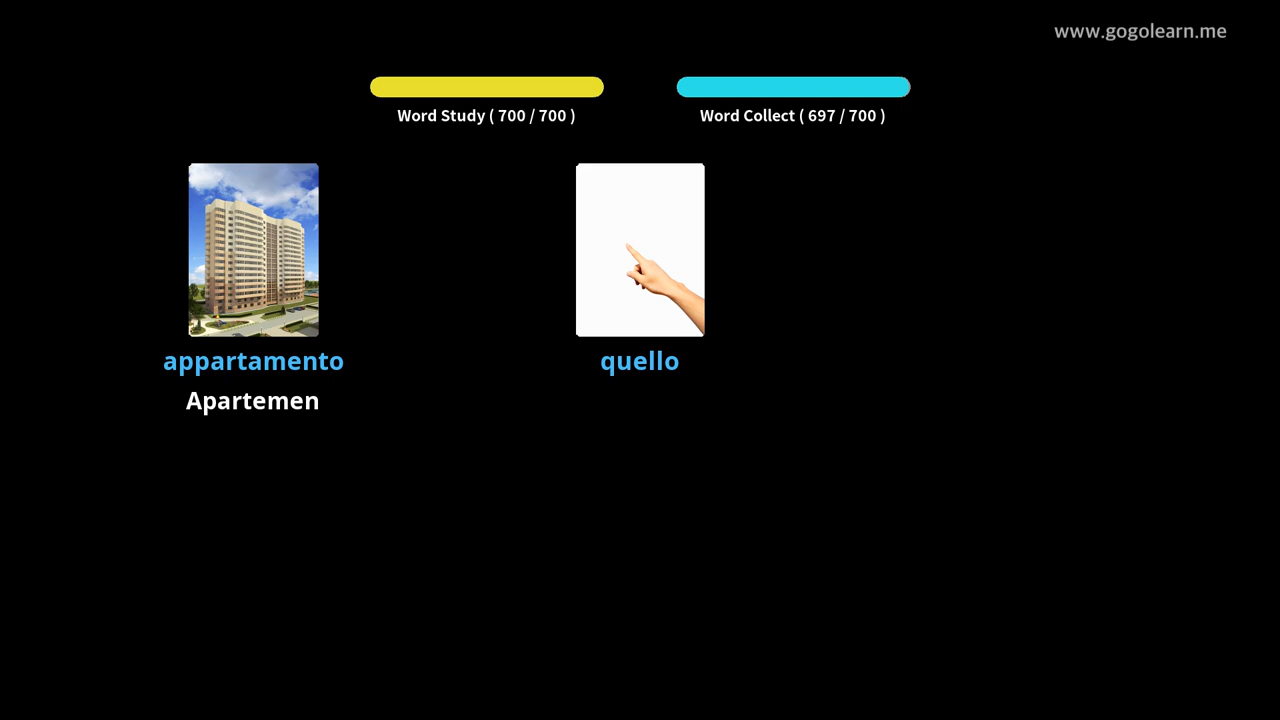 www.gogolearn.me
Word Study ( 700 / 700 )
Word Collect ( 697 / 700 )
appartamento
quello
Apartemen